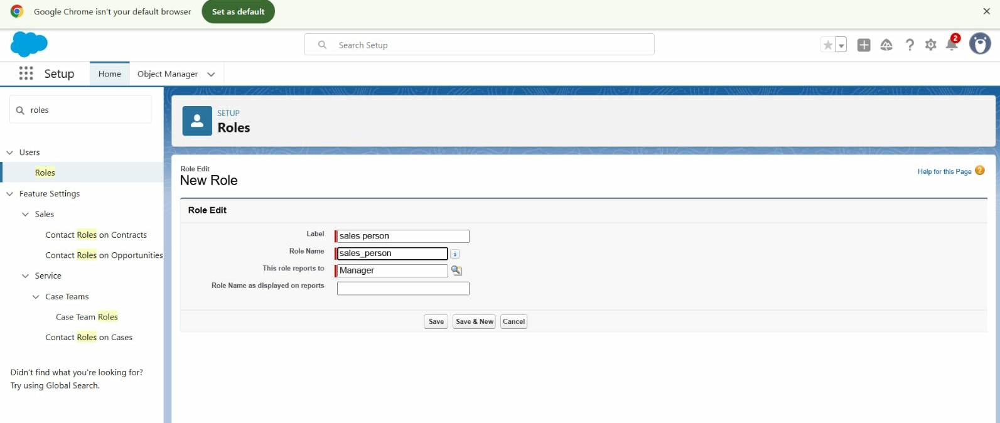 Google Chrome isn't your default browser
Set as default
Search Setup
2
Setup
Home
Object Manager
roles
Users
Roles
Feature Settings
Sales
Contact Roles on Contracts
Contact Roles on Opportunities
Service
Case Teams
Case Team Roles
Contact Roles on Cases
Didn't find what you're looking for?
Try using Global Search.
SETUP
Roles
Role Edit
New Role
Help for this Page ?
Role Edit
Label sales person
Role Name sales_person i
This role reports to Manager
Role Name as displayed on reports
Save Save & New Cancel